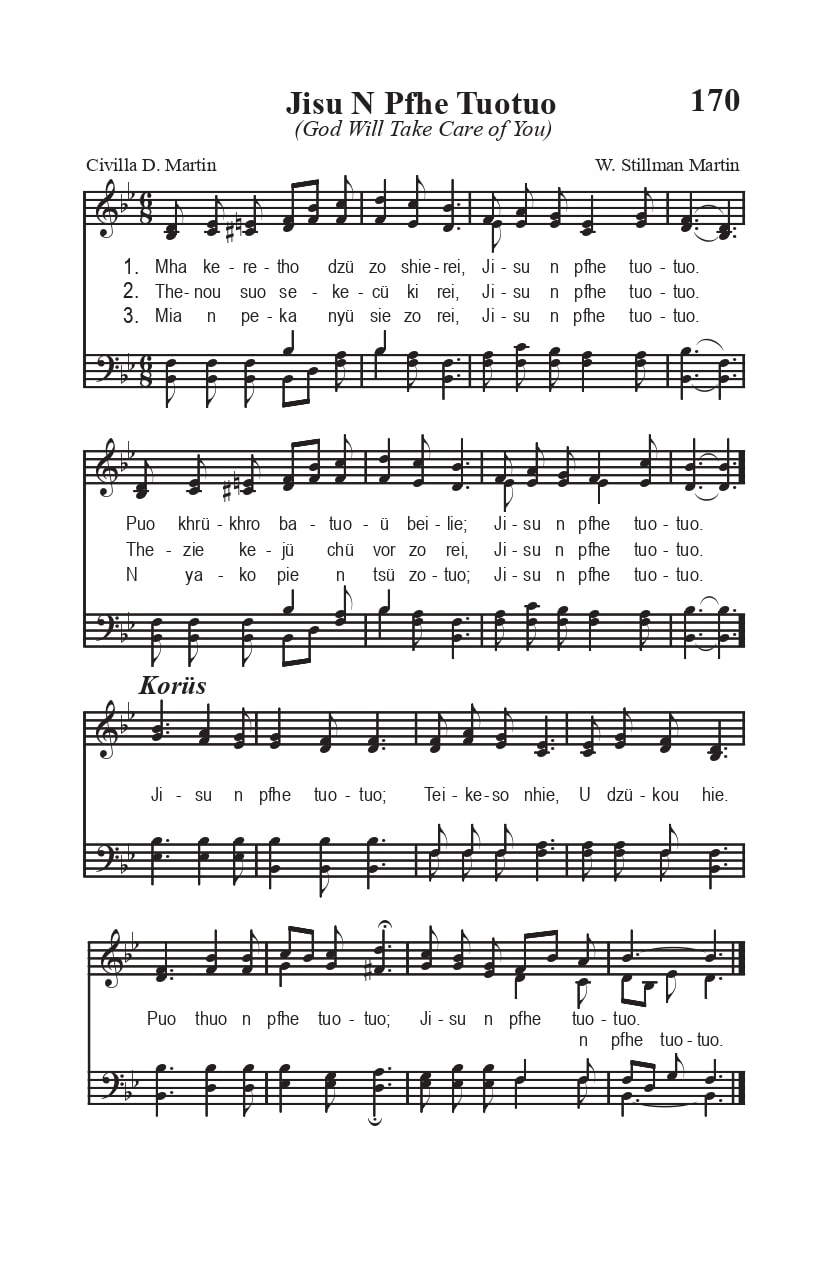 170
Jisu N Pfhe Tuotuo
(God Will Take Care of You)
Civilla D. Martin W. Stillman Martin
1. Mha ke - re - tho dzü zo shie - rei, Ji - su n pfhe tuo - tuo.
2. The - nou suo se - ke - cü ki rei, Ji - su n pfhe tuo - tuo.
3. Mia n pe - ka nyü sie zo rei, Ji - su n pfhe tuo - tuo.
Puo khrü - khro ba - tuo - ü bei - lie; Ji - su n pfhe tuo - tuo.
The - zie ke - jü chü vor zo rei, Ji - su n pfhe tuo - tuo.
N ya - ko pie n tsü zo - tuo; Ji - su n pfhe tuo - tuo.
Korüs
Ji - su n pfhe tuo - tuo; Tei - ke - so nhie, U dzü - kou hie.
Puo thuo n pfhe tuo - tuo; Ji - su n pfhe tuo - tuo.
n pfhe tuo - tuo.